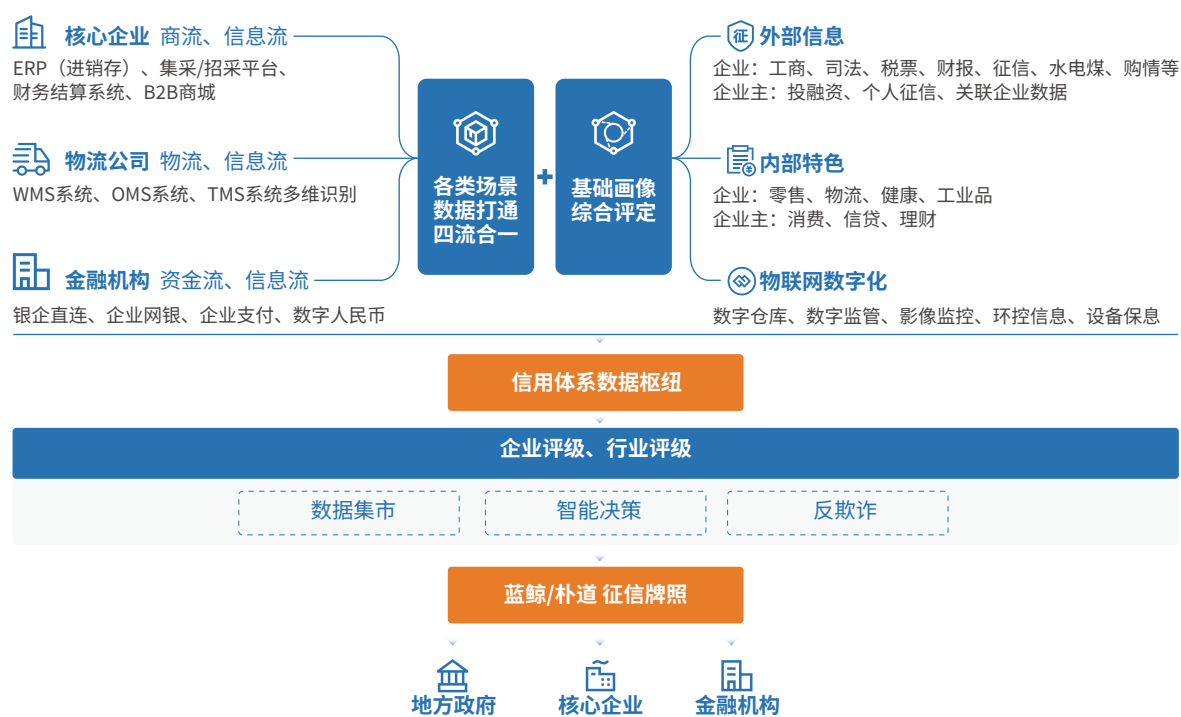 核心企业 商流、信息流
ERP（进销存）、集采/招采平台、
财务结算系统、B2B商城
物流公司 物流、信息流
WMS系统、OMS系统、TMS系统多维识别
金融机构 资金流、信息流
银企直连、企业网银、企业支付、数字人民币
各类场景
数据打通
四流合一
+
基础画像
综合评定
征 外部信息
企业：工商、司法、税票、财报、征信、水电煤、购情等
企业主：投融资、个人征信、关联企业数据
内部特色
企业：零售、物流、健康、工业品
企业主：消费、信贷、理财
物联网数字化
数字仓库、数字监管、影像监控、环控信息、设备保息
信用体系数据枢纽
企业评级、行业评级
数据集市
智能决策
反欺诈
蓝鲸/朴道 征信牌照
地方政府
核心企业
金融机构